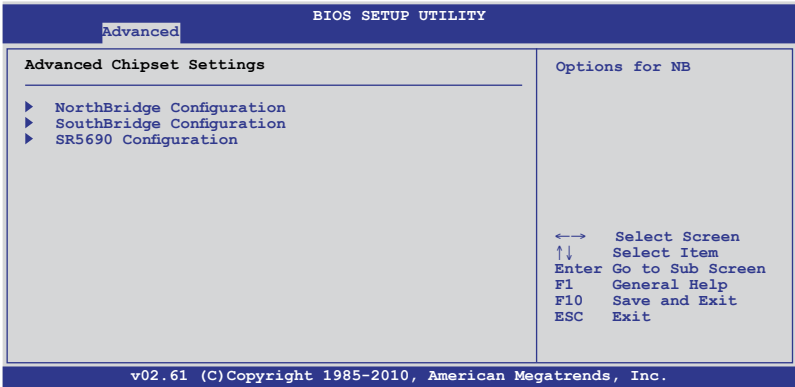 BIOS SETUP UTILITY
Advanced
Advanced Chipset Settings
NorthBridge Configuration
SouthBridge Configuration
SR5690 Configuration
Options for NB
←→ Select Screen
↑↓ Select Item
Enter Go to Sub Screen
F1 General Help
F10 Save and Exit
ESC Exit
v02.61 (C)Copyright 1985-2010, American Megatrends, Inc.